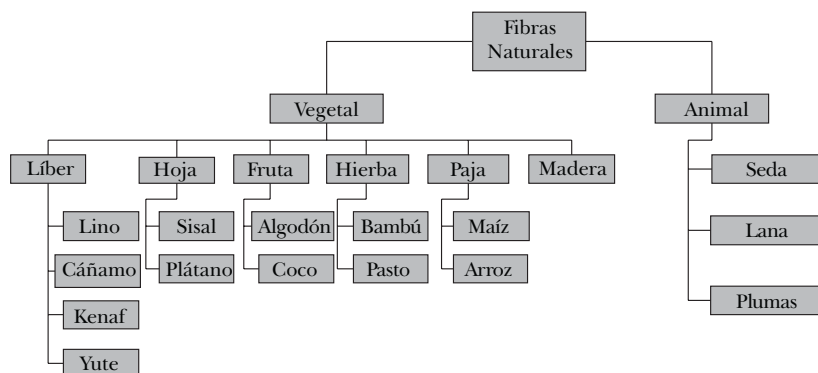 Fibras
Naturales
Vegetal
Animal
Líber
Hoja
Fruta
Hierba
Paja
Madera
Seda
Lino
Sisal
Algodón
Bambú
Maíz
Lana
Cáñamo
Plátano
Coco
Pasto
Arroz
Plumas
Kenaf
Yute